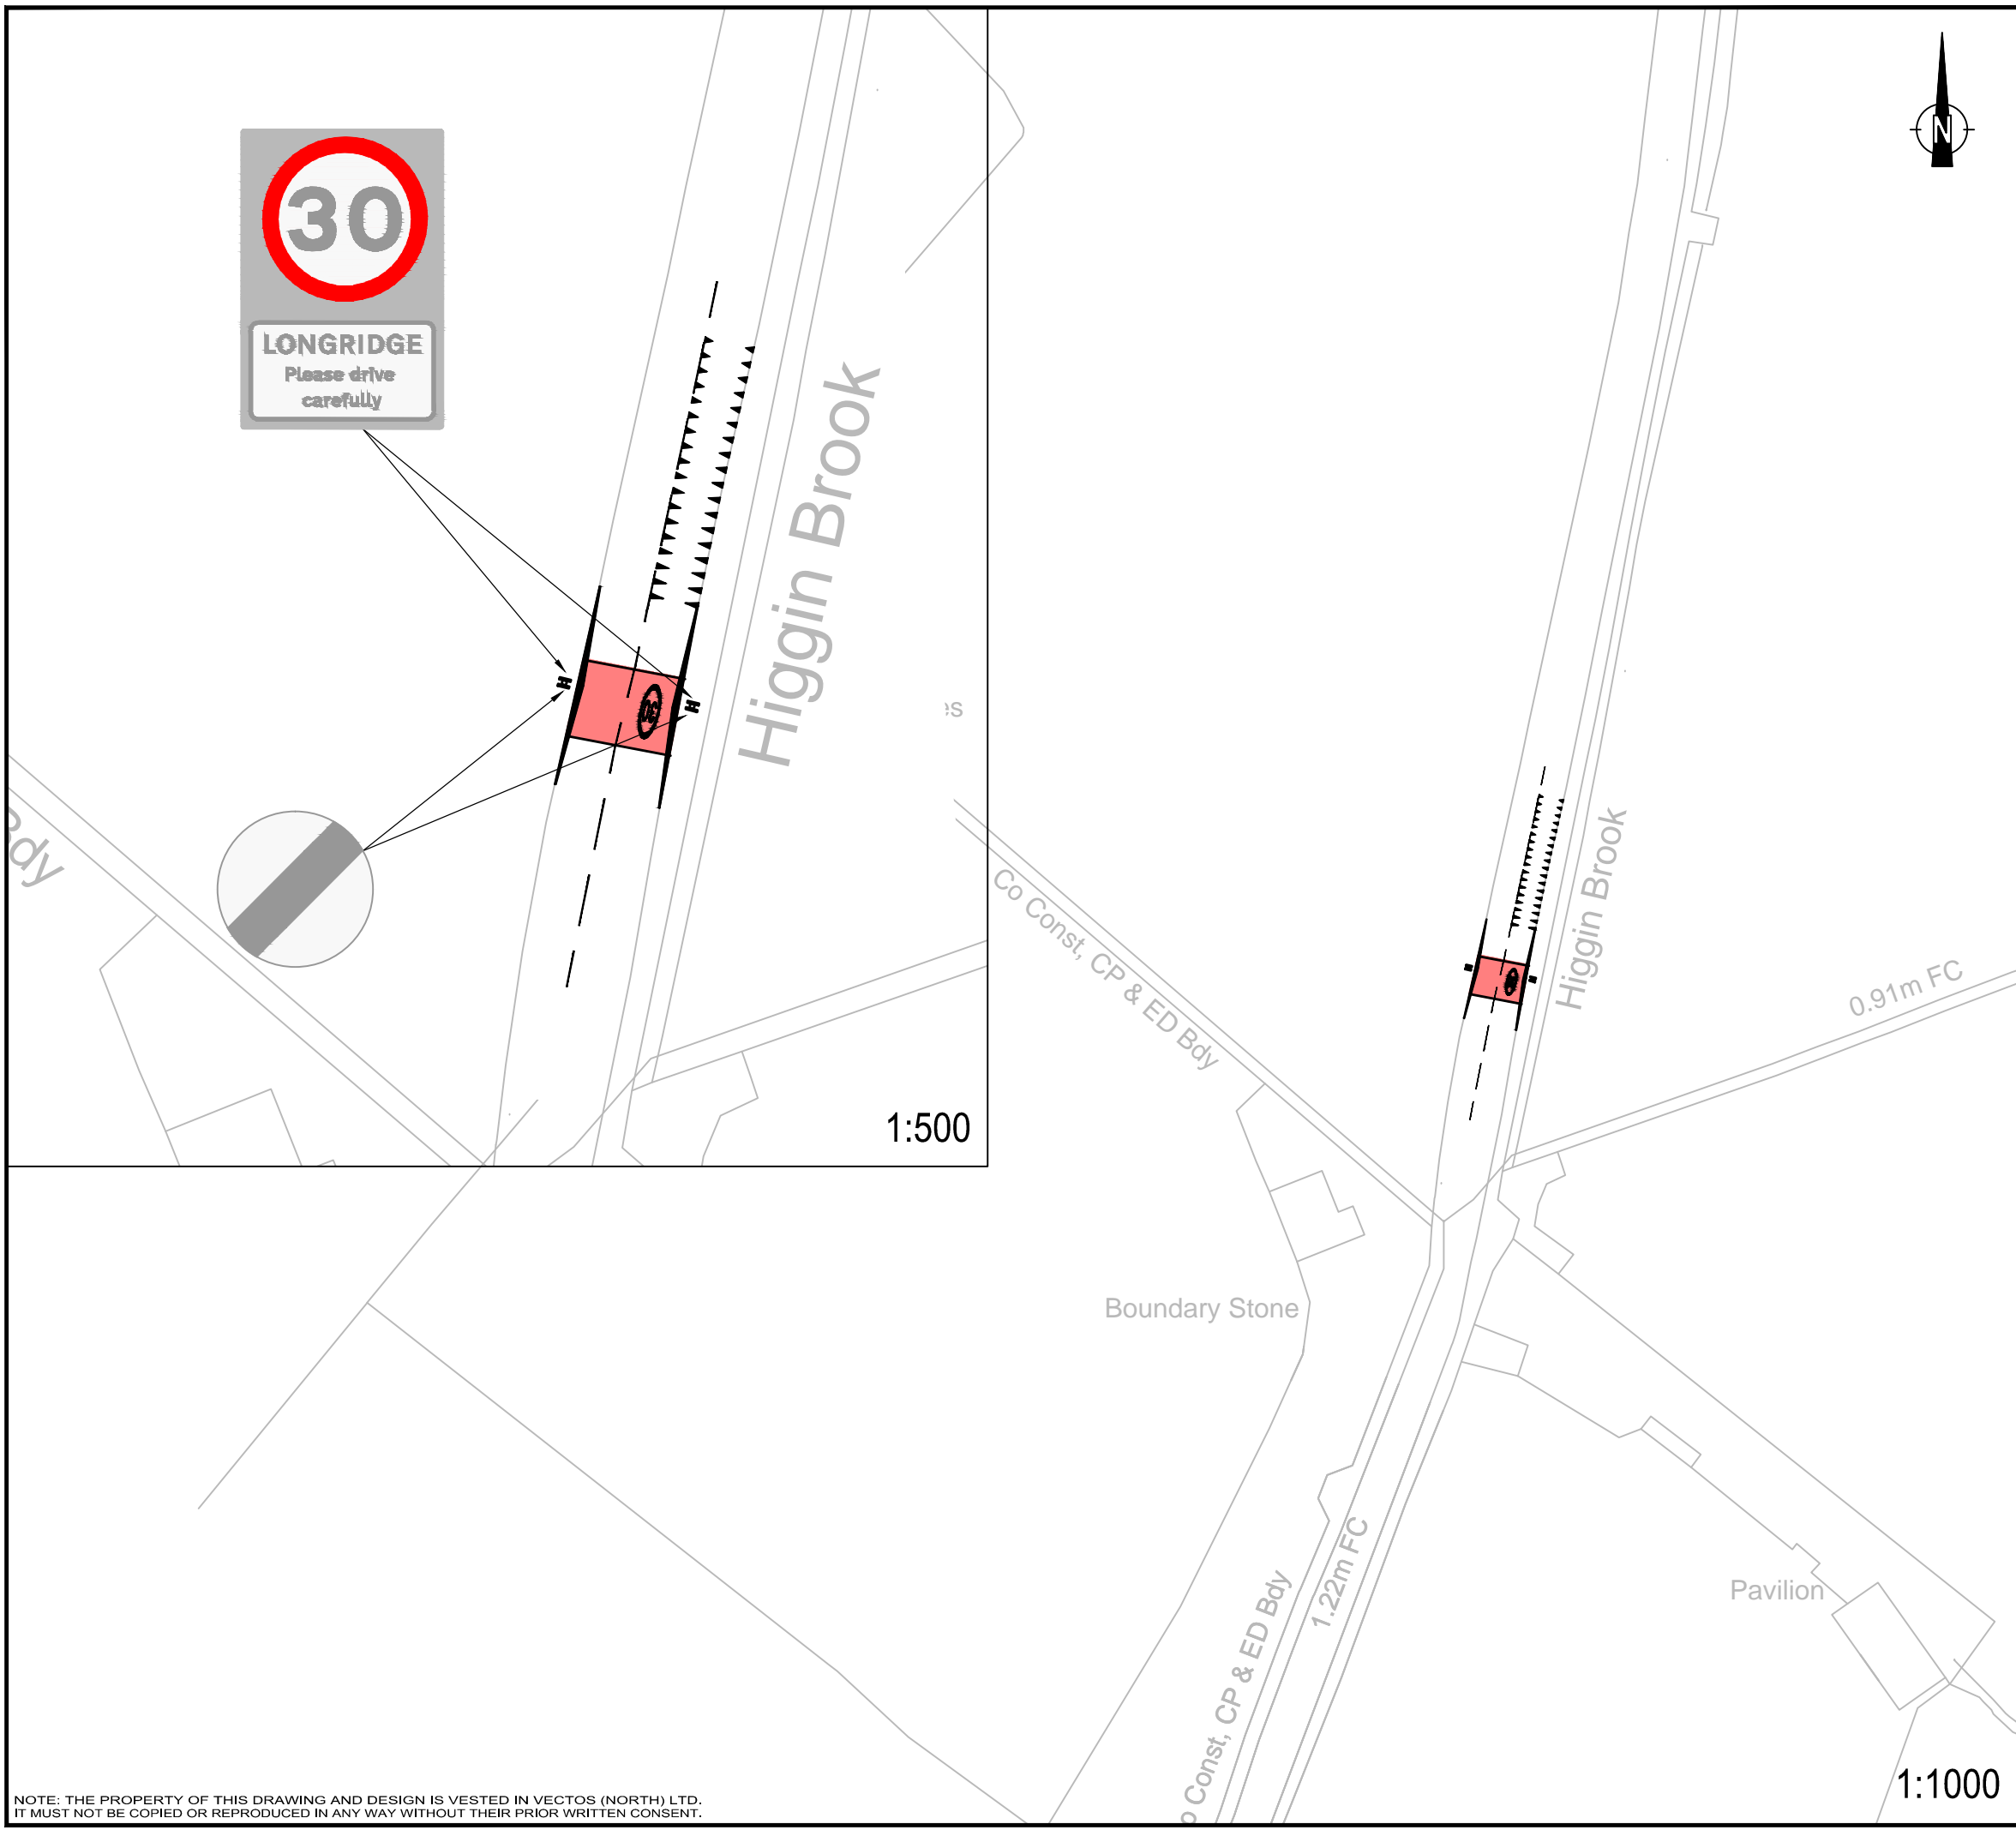 30
LONGRIDGE
Please drive
carefully
Higgin Brook
Bdy
1:500
N
Co Const, CP & ED Bdy
Higgin Brook
0.91m FC
Boundary Stone
1.22m FC
Const, CP & ED Bdy
Pavilion
1:1000
NOTE: THE PROPERTY OF THIS DRAWING AND DESIGN IS VESTED IN VECTOS (NORTH) LTD.
IT MUST NOT BE COPIED OR REPRODUCED IN ANY WAY WITHOUT THEIR PRIOR WRITTEN CONSENT.